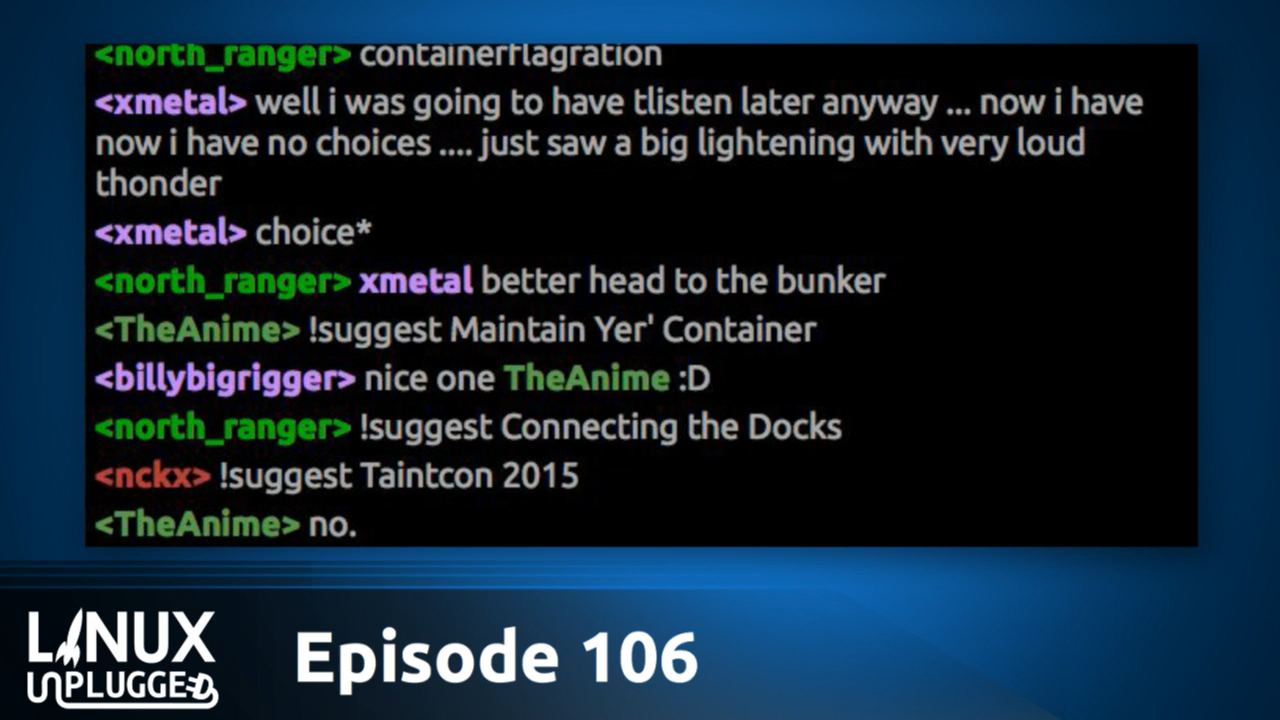 <north_ranger> containerflagration
<xmetal> well i was going to have tlisten later anyway ... now i have
now i have no choices .... just saw a big lightening with very loud
thonder
<xmetal> choice*
<north_ranger> xmetal better head to the bunker
<TheAnime> !suggest Maintain Yer' Container
<billybigrigger> nice one TheAnime :D
<north_ranger> !suggest Connecting the Docks
<nckx> !suggest Taintcon 2015
<TheAnime> no.
LINUX
UNPLUGGED
Episode 106